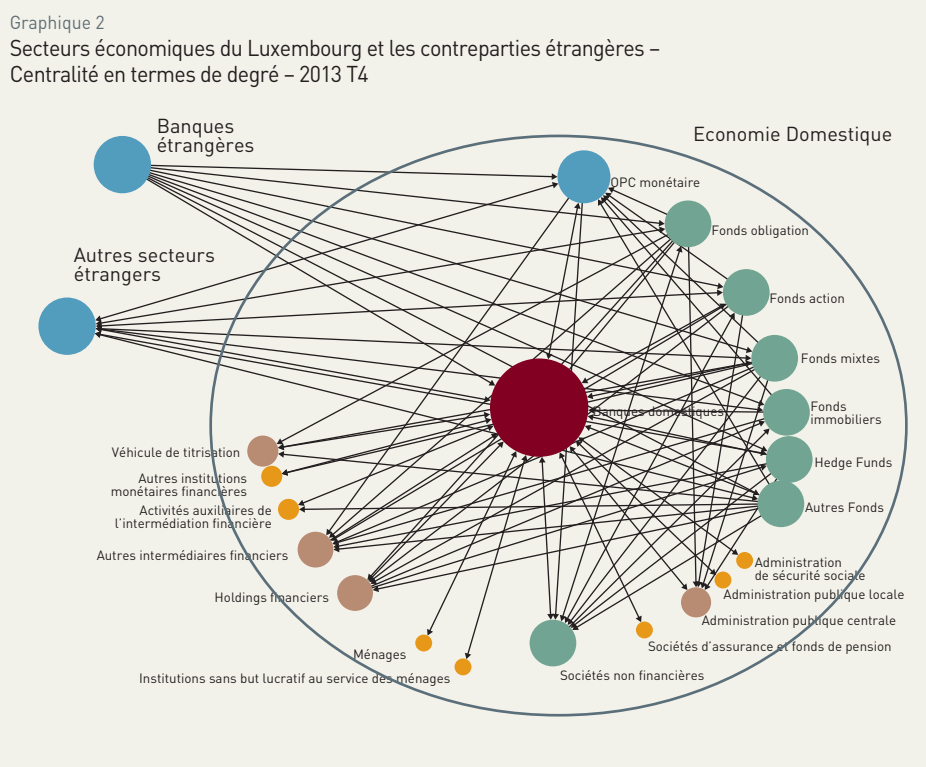 Graphique 2
Secteurs économiques du Luxembourg et les contreparties étrangères –
Centralité en termes de degré – 2013 T4
Banques
étrangères
Economie Domestique
OPC monétaire
Fonds obligation
Autres secteurs
étrangers
Fonds action
Fonds mixtes
Fonds
immobiliers
Banques domestiques
Véhicule de titrisation
Hedge Funds
Autres institutions
monétaires financières
Autres Fonds
Activités auxiliaires de
l'intermédiation financière
Autres intermédiaires financiers
Administration
de sécurité sociale
Administration publique locale
Holdings financiers
Administration publique centrale
Sociétés d'assurance et fonds de pension
Ménages
Sociétés non financières
Institutions sans but lucratif au service des ménages